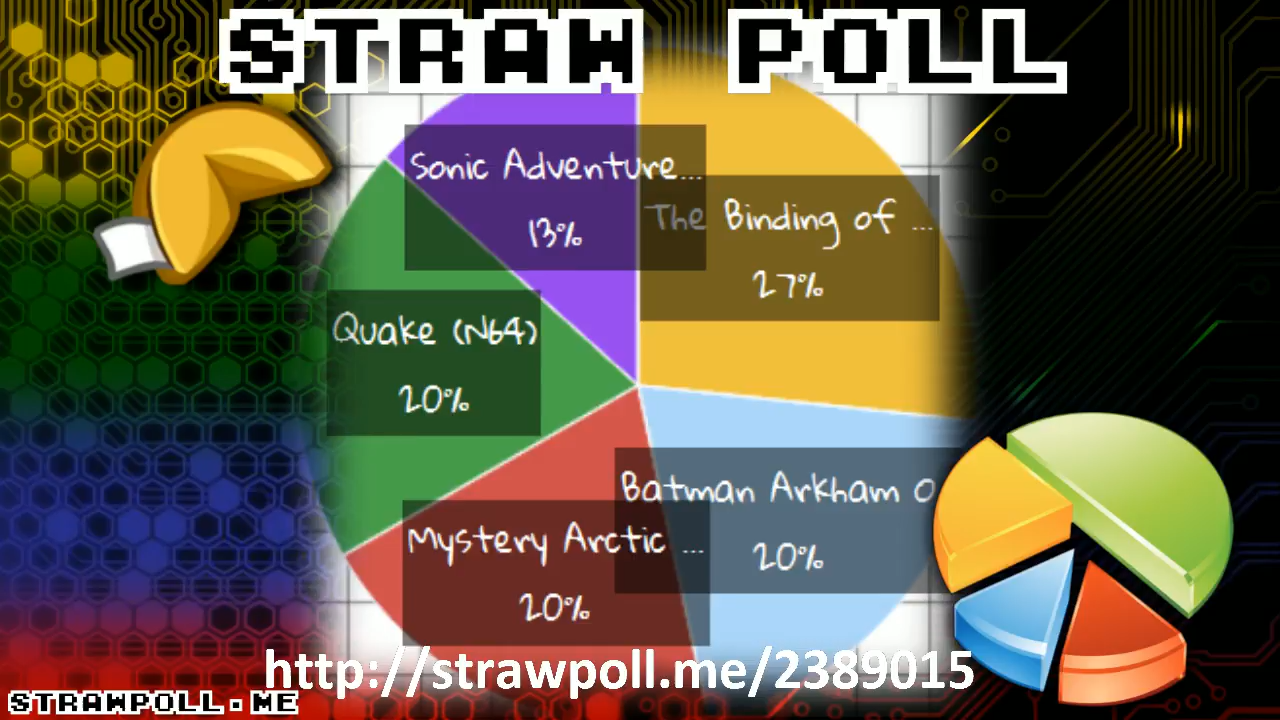 STRAW POLL
Sonic Adventure...
13%
The Binding of ...
27%
Quake (N64)
20%
Batman Arkham O
20%
Mystery Arctic ...
20%
http://strawpoll.me/2389015
STRAWPOLL.ME